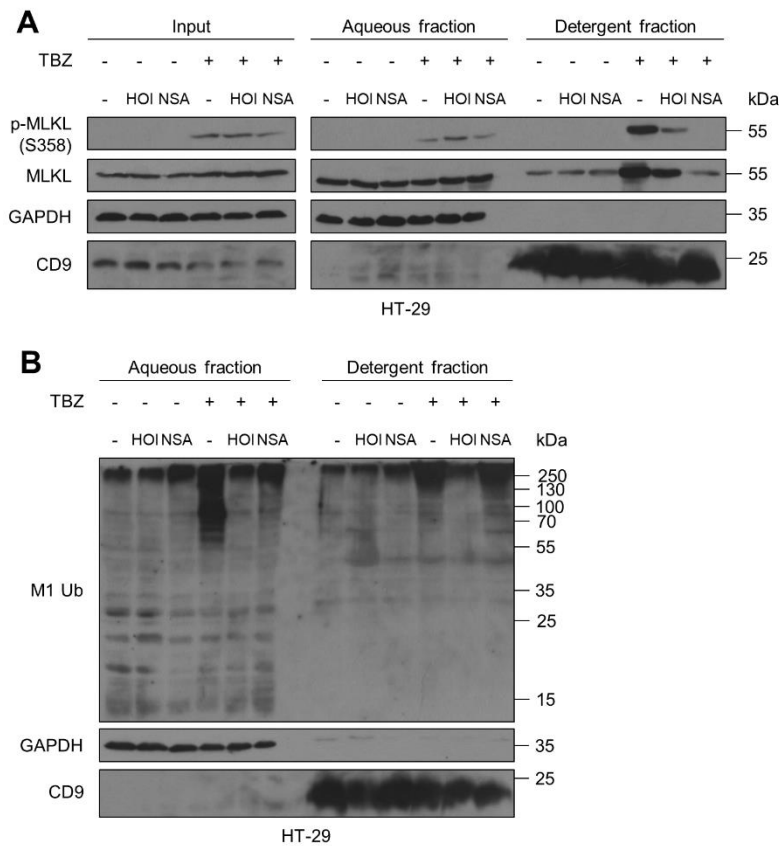 A
Input Aqueous fraction Detergent fraction
TBZ - - - + + + - - - + + + - - - + + +
- HOI NSA - HOI NSA - HOI NSA - HOI NSA - HOI NSA - HOI NSA kDa
p-MLKL
(S358) 55
MLKL 55
GAPDH 35
CD9 25
HT-29
B
Aqueous fraction Detergent fraction
TBZ - - - + + + - - - + + +
- HOI NSA - HOI NSA - HOI NSA - HOI NSA kDa
250
130
100
70
55
M1 Ub
35
25
15
GAPDH 35
25
CD9
HT-29